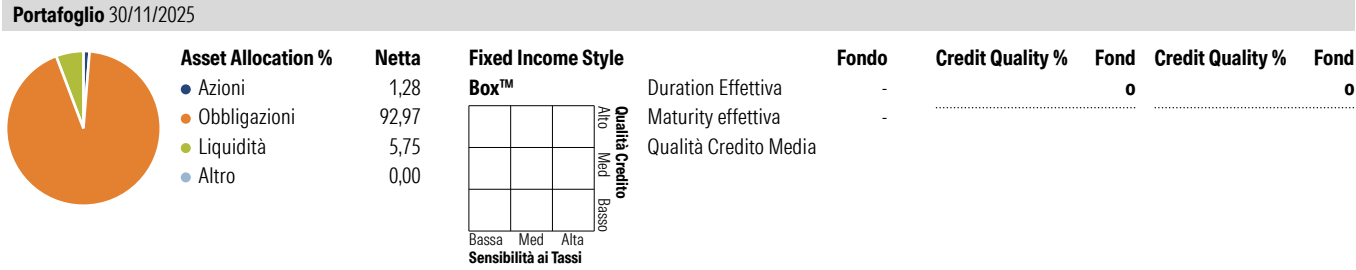 Portafoglio 30/11/2025
Asset Allocation % Netta
Azioni 1,28
Obbligazioni 92,97
Liquidità 5,75
Altro 0,00
Fixed Income Style
Box™
Alto Med Basso
Qualità Credito
Bassa Med Alta
Sensibilità ai Tassi
Fondo
Duration Effettiva -
Maturity effettiva -
Qualità Credito Media
Credit Quality % Fond
o
Credit Quality % Fond
o